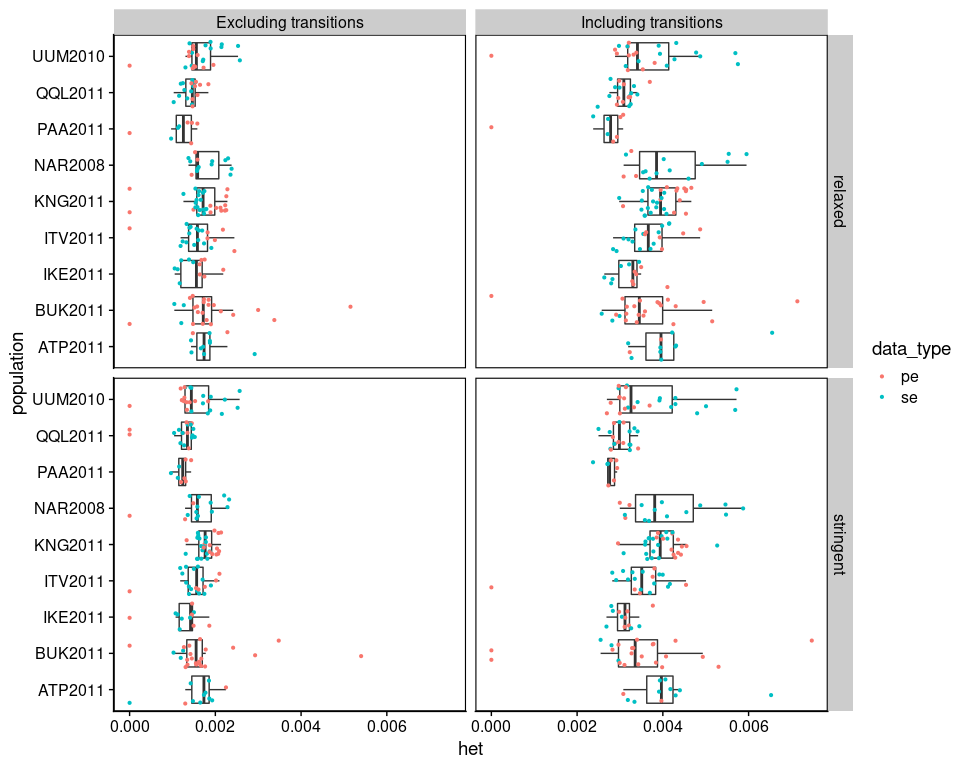 Excluding transitions
Including transitions
UUM2010
QQL2011
PAA2011
NAR2008
KNG2011
ITV2011
IKE2011
BUK2011
ATP2011
relaxed
UUM2010
QQL2011
PAA2011
NAR2008
KNG2011
ITV2011
IKE2011
BUK2011
ATP2011
stringent
population
0.000 0.002 0.004 0.006
0.000 0.002 0.004 0.006
het
data_type
pe
se